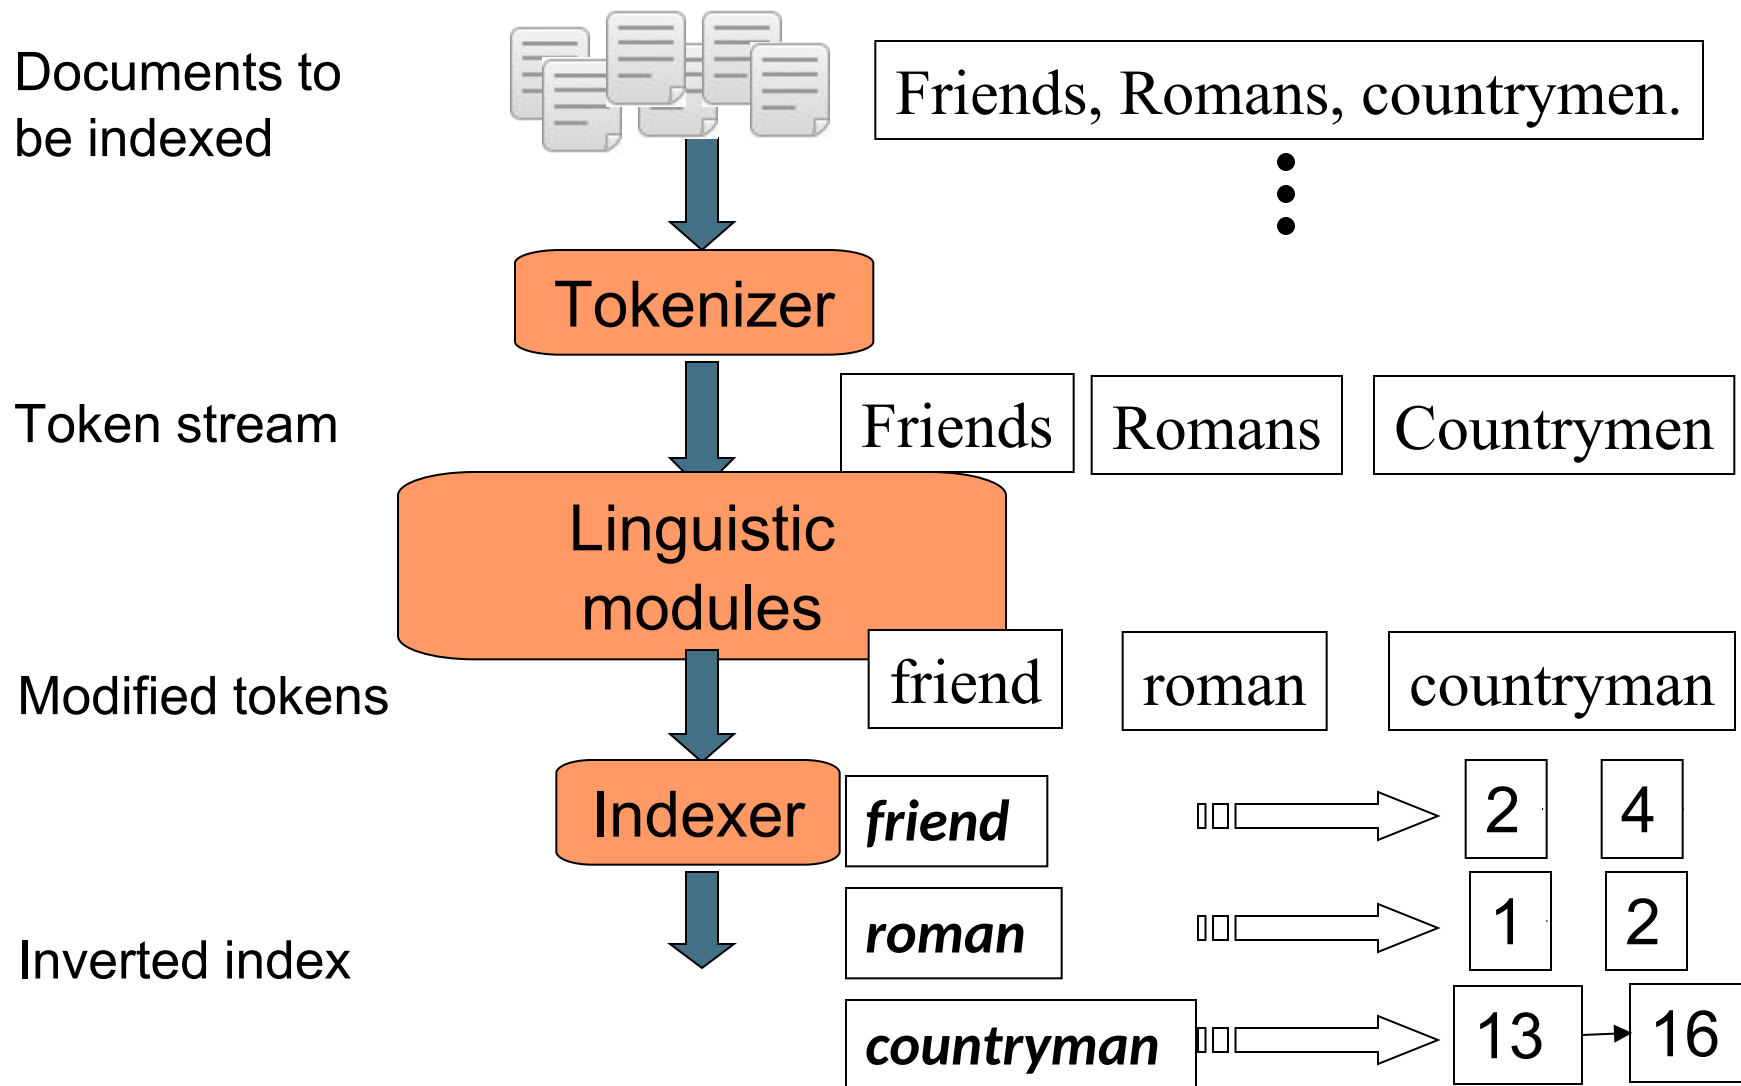 Documents to
be indexed
Friends, Romans, countrymen.
Tokenizer
Token stream
Friends Romans Countrymen
Linguistic
modules
Modified tokens
friend roman countryman
Indexer
friend 2 4
roman 1 2
Inverted index
countryman 13 16